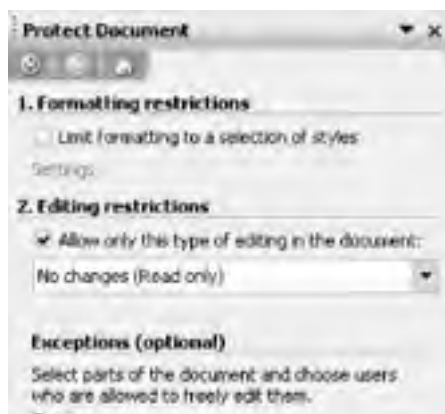 Protect Document
1. Formatting restrictions
Limit formatting to a selection of styles
Settings...
2. Editing restrictions
Allow only this type of editing in the document:
No changes (Read only)
Exceptions (optional)
Select parts of the document and choose users
who are allowed to freely edit them.